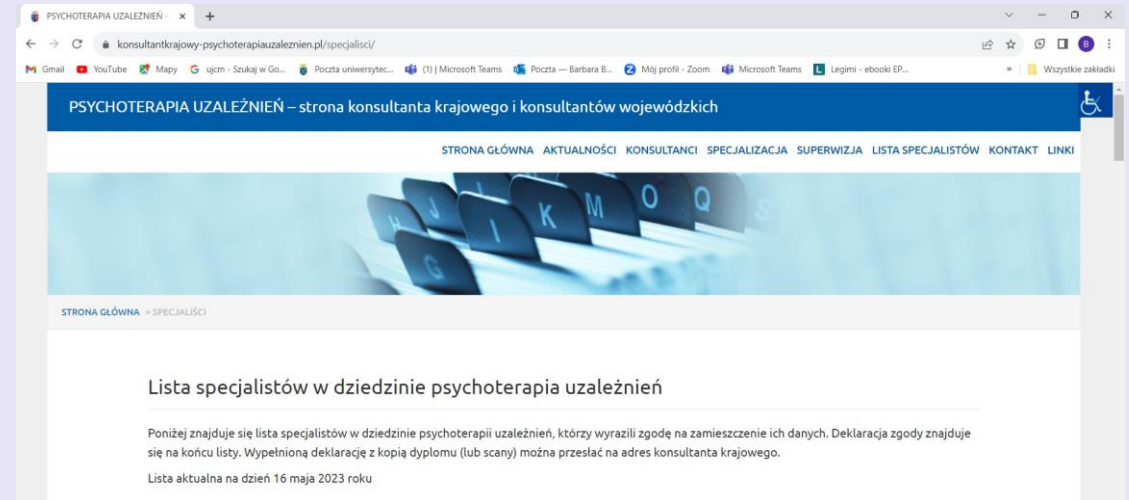 PSYCHOTERAPIA UZALEŻNIEŃ –
konsultantkrajowy-psychoterapiauzaleznien.pl/specjalisci/
Gmail YouTube Mapy ujcm - Szukaj w Go... Poczta uniwersytec... (1) | Microsoft Teams Poczta — Barbara B... Mój profil - Zoom Microsoft Teams Legimi - ebooki EP... » Wszystkie zakładki
PSYCHOTERAPIA UZALEŻNIEŃ – strona konsultanta krajowego i konsultantów wojewódzkich
STRONA GŁÓWNA AKTUALNOŚCI KONSULTANCI SPECJALIZACJA SUPERWIZJA LISTA SPECJALISTÓW KONTAKT LINKI
G H I J K M O Q S
STRONA GŁÓWNA » SPECJALIŚCI
Lista specjalistów w dziedzinie psychoterapia uzależnień
Poniżej znajduje się lista specjalistów w dziedzinie psychoterapii uzależnień, którzy wyrazili zgodę na zamieszczenie ich danych. Deklaracja zgody znajduje
się na końcu listy. Wypełnioną deklarację z kopią dyplomu (lub scany) można przesłać na adres konsultanta krajowego.
Lista aktualna na dzień 16 maja 2023 roku